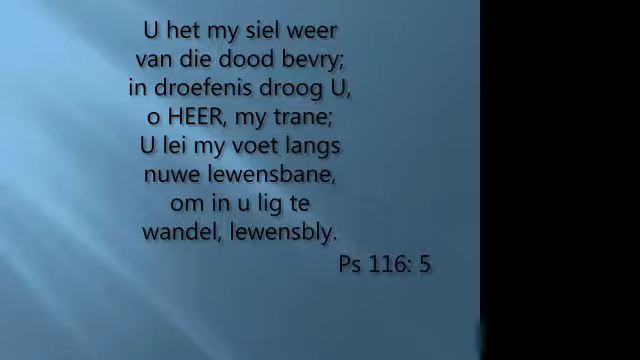 U het my siel weer
van die dood bevry;
in droefenis droog U,
o HEER, my trane;
U lei my voet langs
nuwe lewensbane,
om in u lig te
wandel, lewensbly.
Ps 116: 5